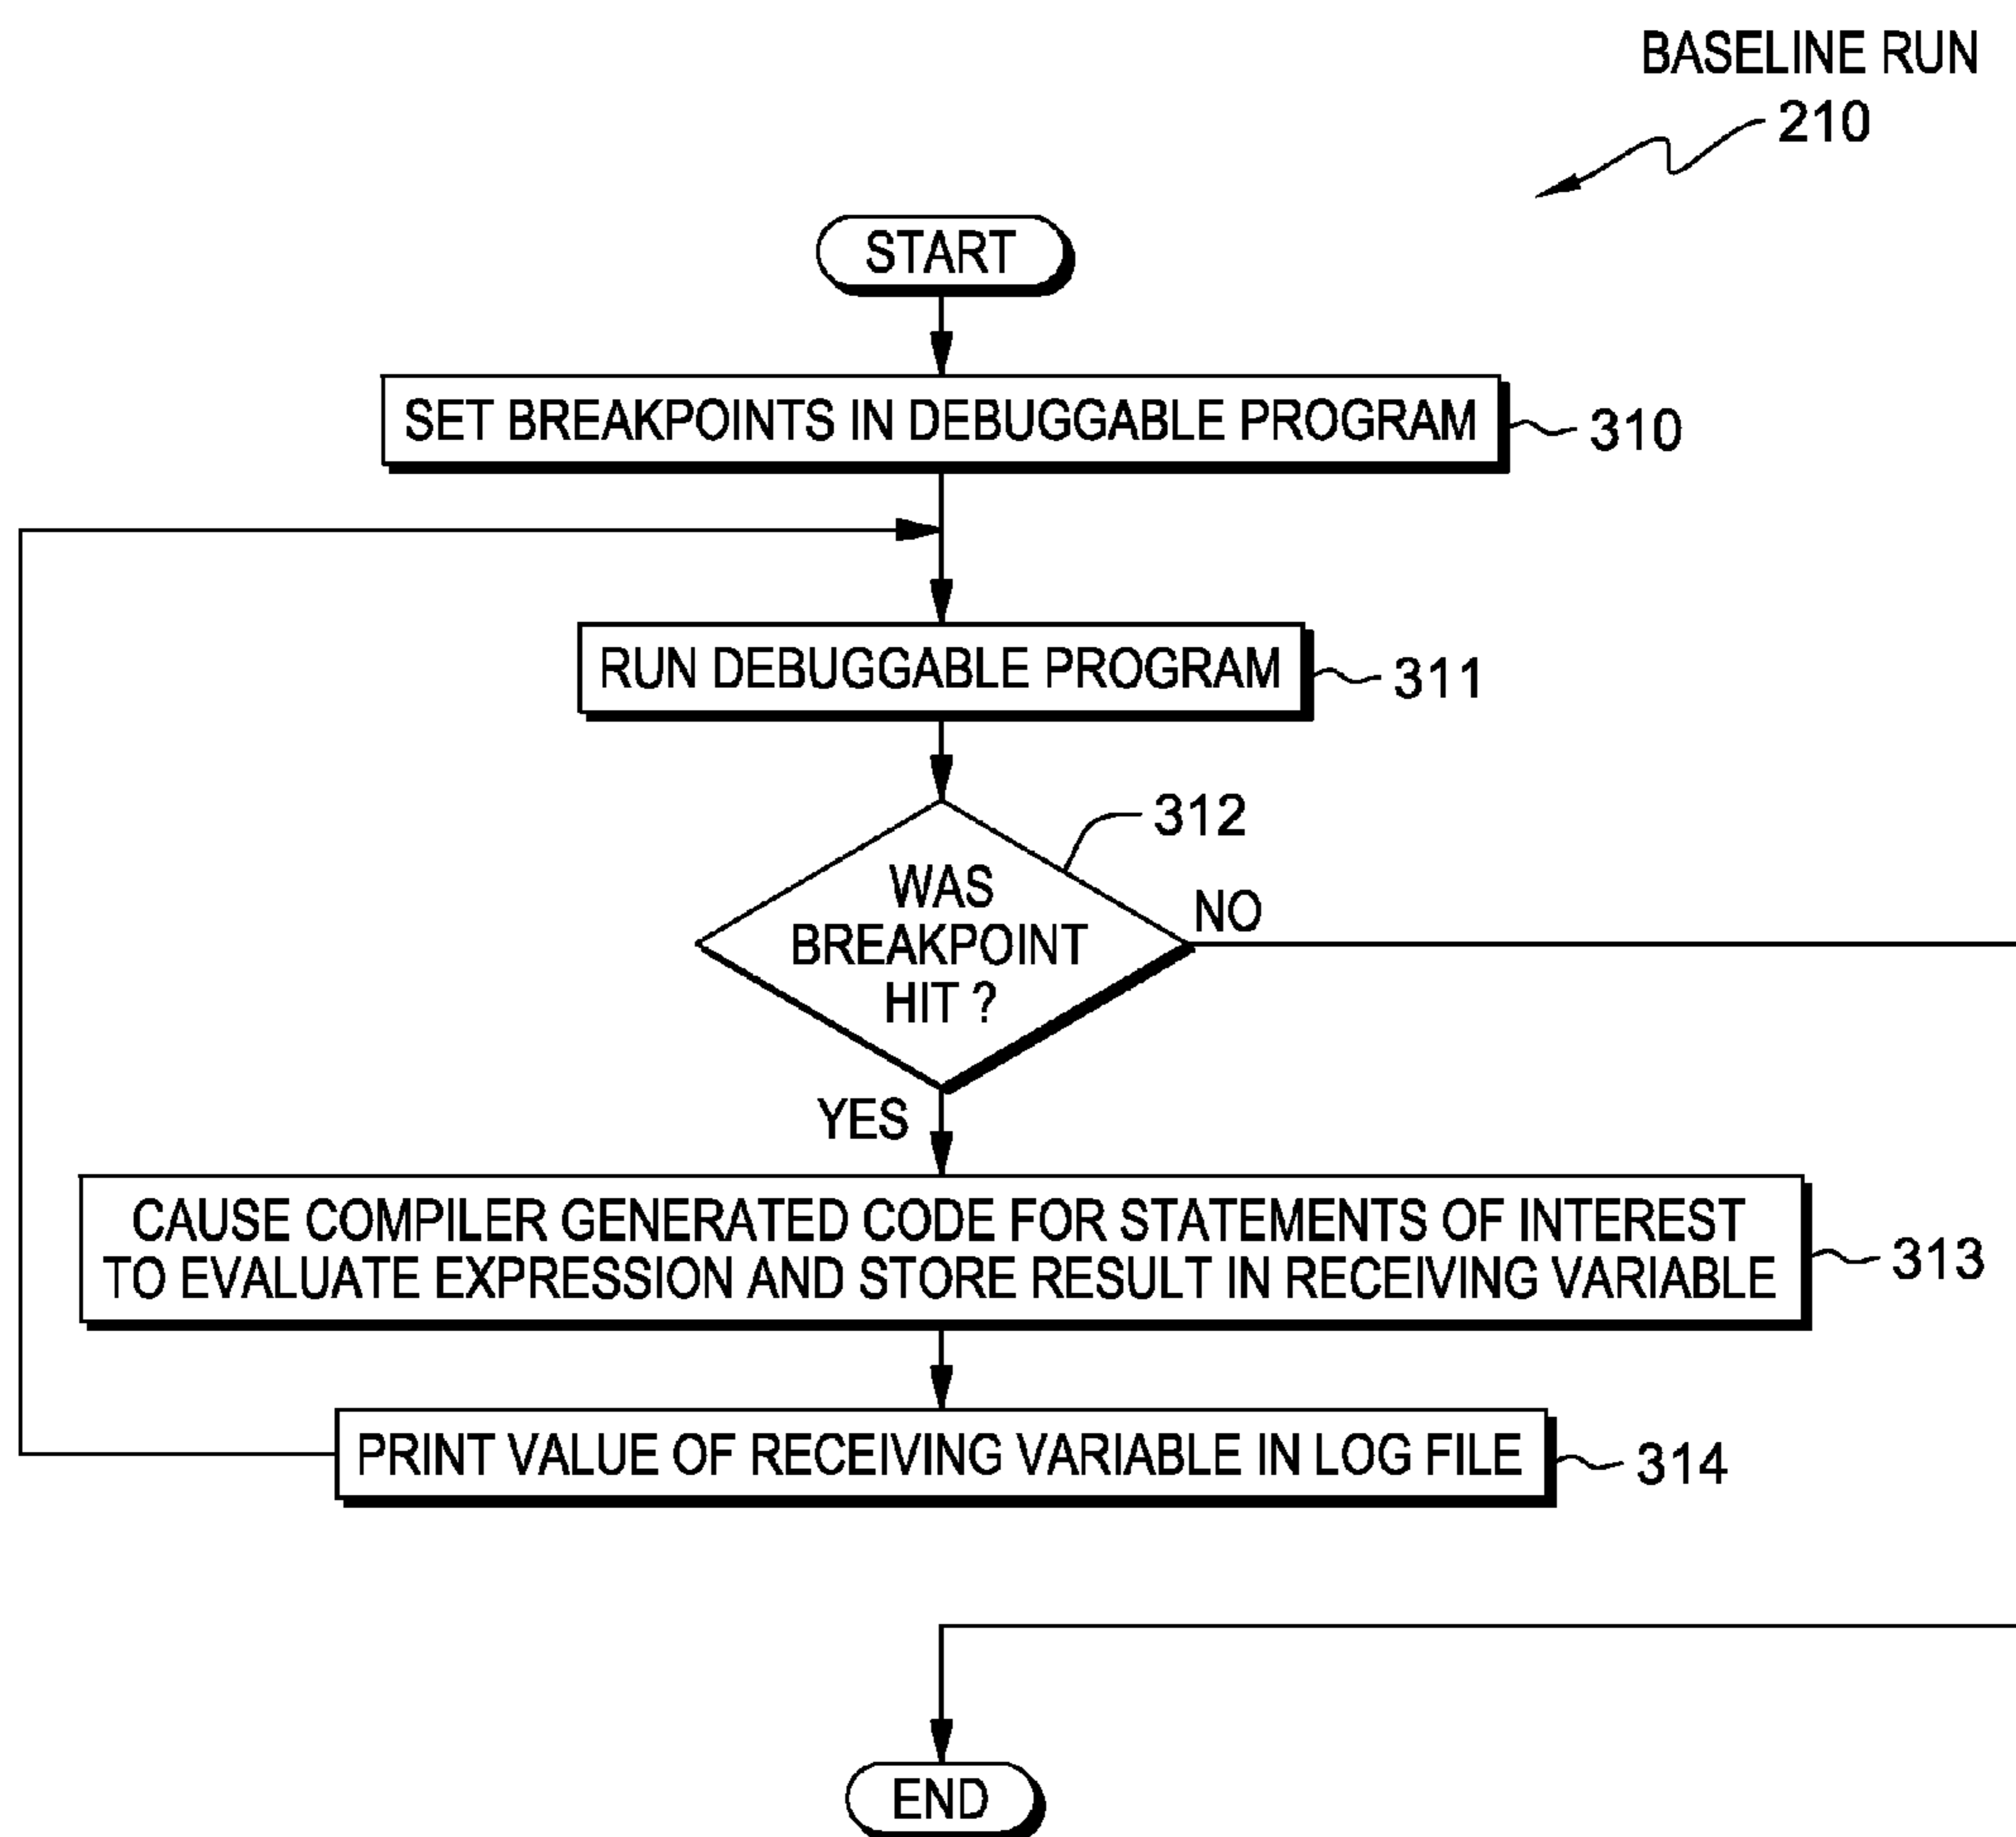 BASELINE RUN
210
START
SET BREAKPOINTS IN DEBUGGABLE PROGRAM
310
RUN DEBUGGABLE PROGRAM
311
312
WAS
BREAKPOINT
HIT ?
NO
YES
CAUSE COMPILER GENERATED CODE FOR STATEMENTS OF INTEREST
TO EVALUATE EXPRESSION AND STORE RESULT IN RECEIVING VARIABLE
313
PRINT VALUE OF RECEIVING VARIABLE IN LOG FILE
314
END